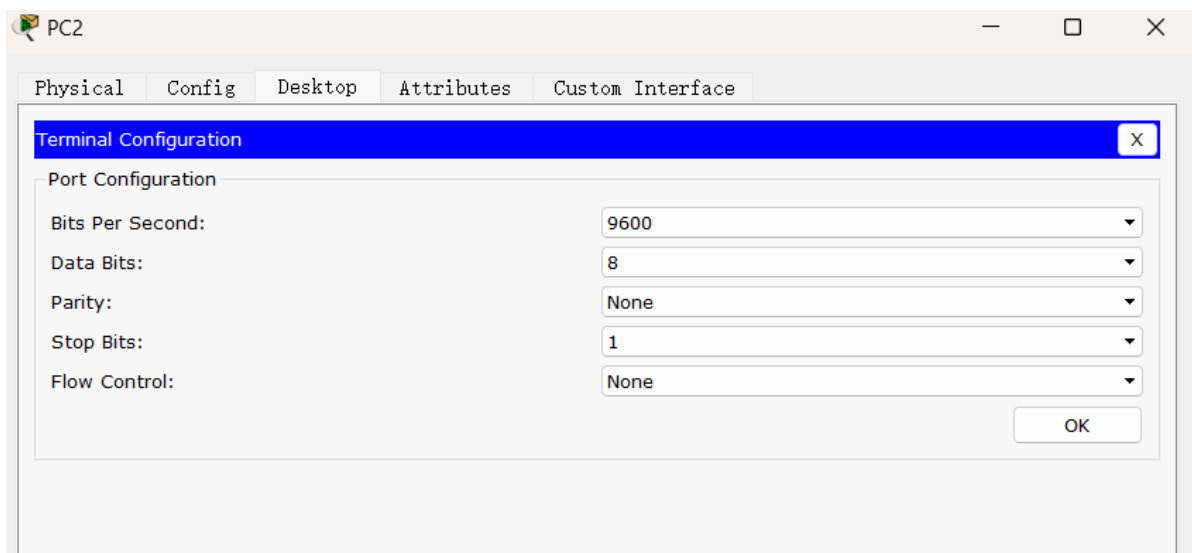 PC2
Physical Config Desktop Attributes Custom Interface
Terminal Configuration X
Port Configuration
Bits Per Second: 9600
Data Bits: 8
Parity: None
Stop Bits: 1
Flow Control: None
OK